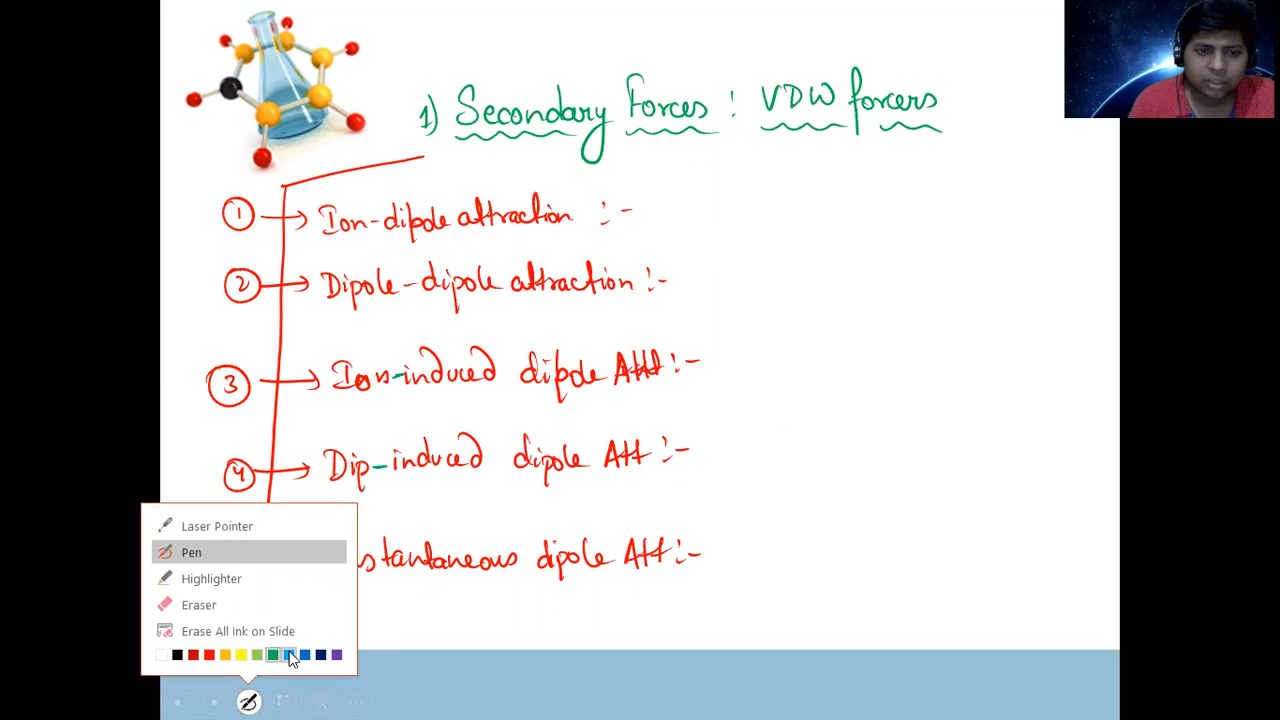 1) Secondary Forces : VDW forcers
1 → Ion-dipole attraction :-
2 → Dipole-dipole attraction :-
3 → Ion-induced dipole Att :-
4 → Dip-induced dipole Att :-
stantaneous dipole Att :-
Laser Pointer
Pen
Highlighter
Eraser
Erase All Ink on Slide